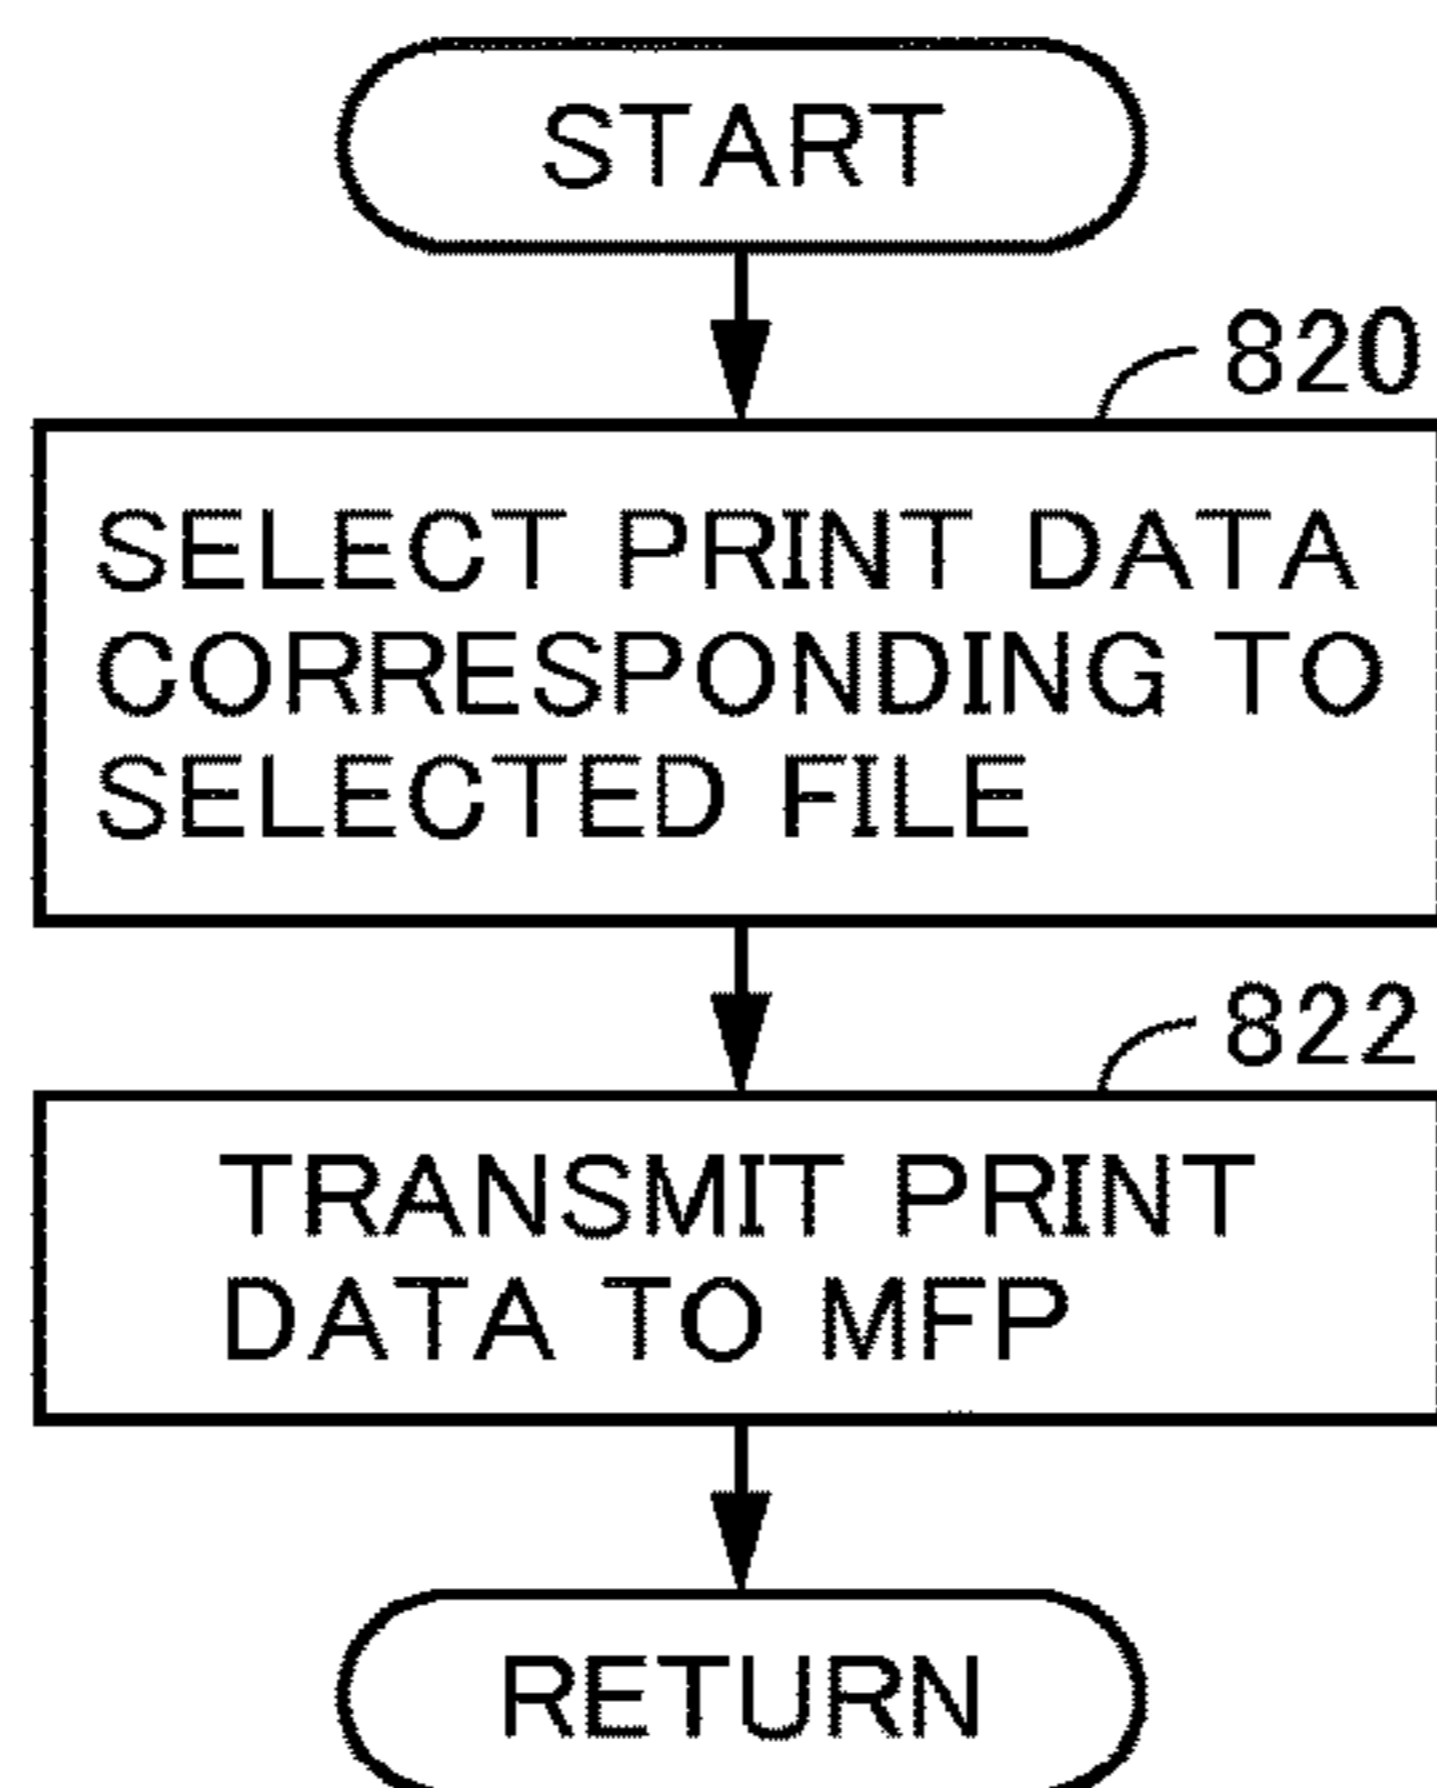 START
820
SELECT PRINT DATA
CORRESPONDING TO
SELECTED FILE
822
TRANSMIT PRINT
DATA TO MFP
RETURN